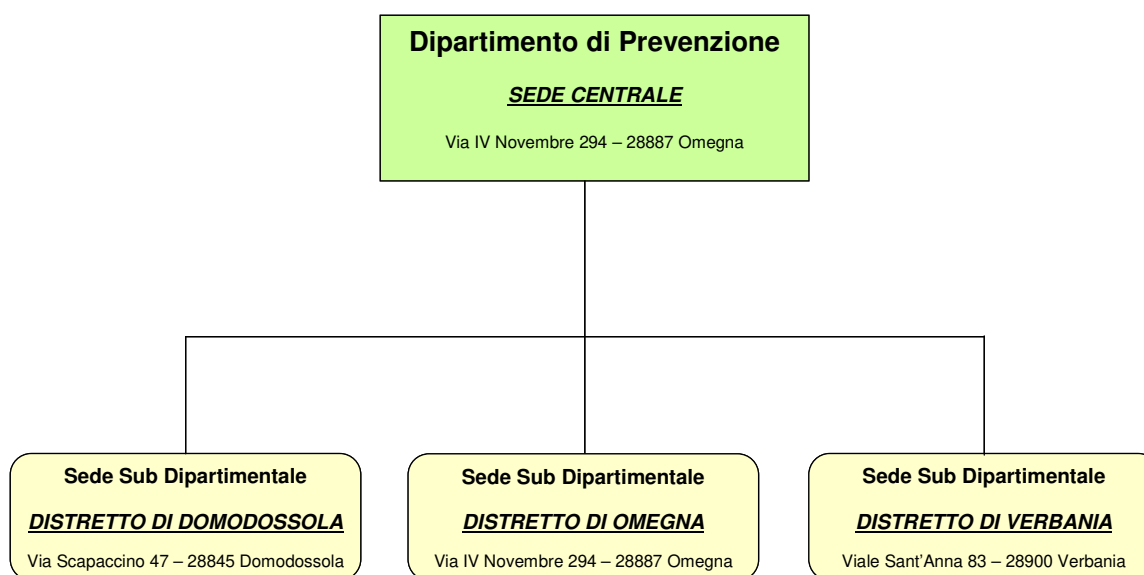 Dipartimento di Prevenzione
SEDE CENTRALE
Via IV Novembre 294 – 28887 Omegna
Sede Sub Dipartimentale
DISTRETTO DI DOMODOSSOLA
Via Scapaccino 47 – 28845 Domodossola
Sede Sub Dipartimentale
DISTRETTO DI OMEGNA
Via IV Novembre 294 – 28887 Omegna
Sede Sub Dipartimentale
DISTRETTO DI VERBANIA
Viale Sant'Anna 83 – 28900 Verbania